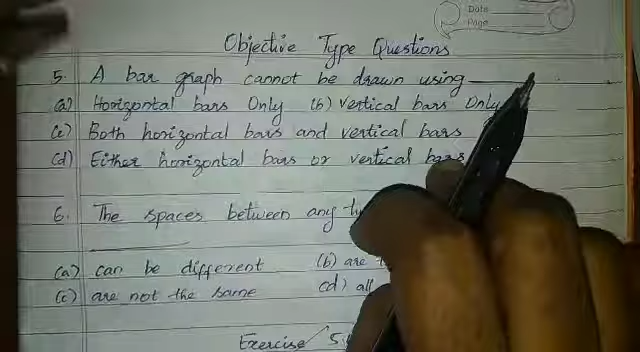 Date
Page
Objective Type Questions
5. A bar graph cannot be drawn using
(a) Horizontal bars Only (b) Vertical bars Only
(c) Both horizontal bars and vertical bars
(d) Either horizontal bars or vertical bars
6. The spaces between any
(a) can be different (b) are
(c) are not the same (d) all
Exercise 5